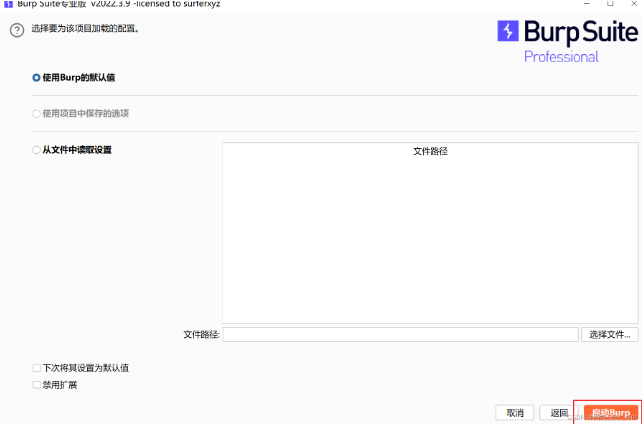 Burp Suite专业版 v2022.3.9 -licensed to surferxyz
选择要为该项目加载的配置。
BurpSuite
Professional
使用Burp的默认值
使用项目中保存的选项
从文件中读取设置
文件路径
文件路径:
选择文件...
下次将其设置为默认值
禁用扩展
取消
返回
启动Burp